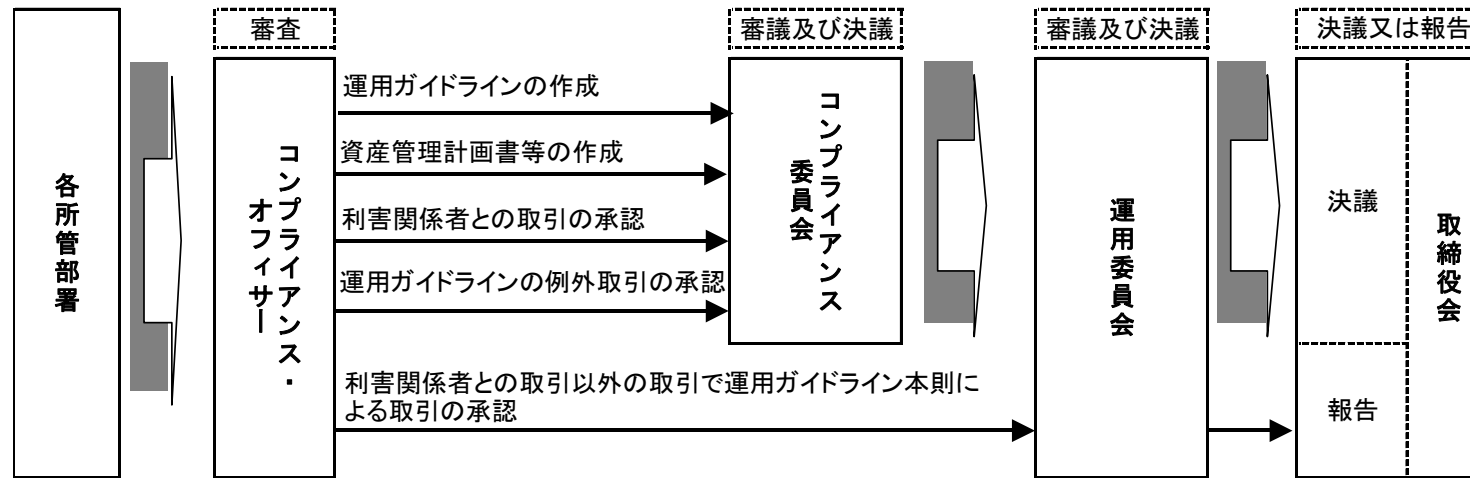 審査
審議及び決議
審議及び決議
決議又は報告
各所管部署
コンプライアンス・
オフィサー
運用ガイドラインの作成
資産管理計画書等の作成
利害関係者との取引の承認
運用ガイドラインの例外取引の承認
利害関係者との取引以外の取引で運用ガイドライン本則に
よる取引の承認
コンプライアンス
委員会
運用委員会
決議
報告
取締役会